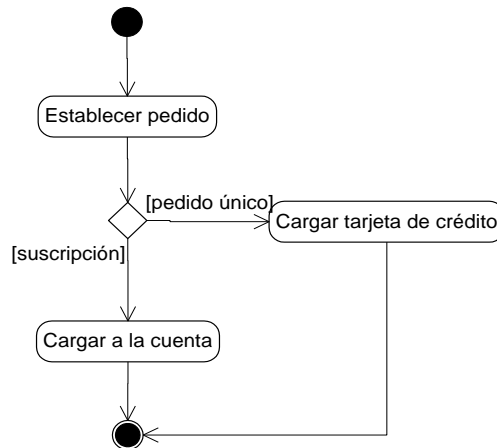 Establecer pedido
[pedido único]
Cargar tarjeta de crédito
[suscripción]
Cargar a la cuenta